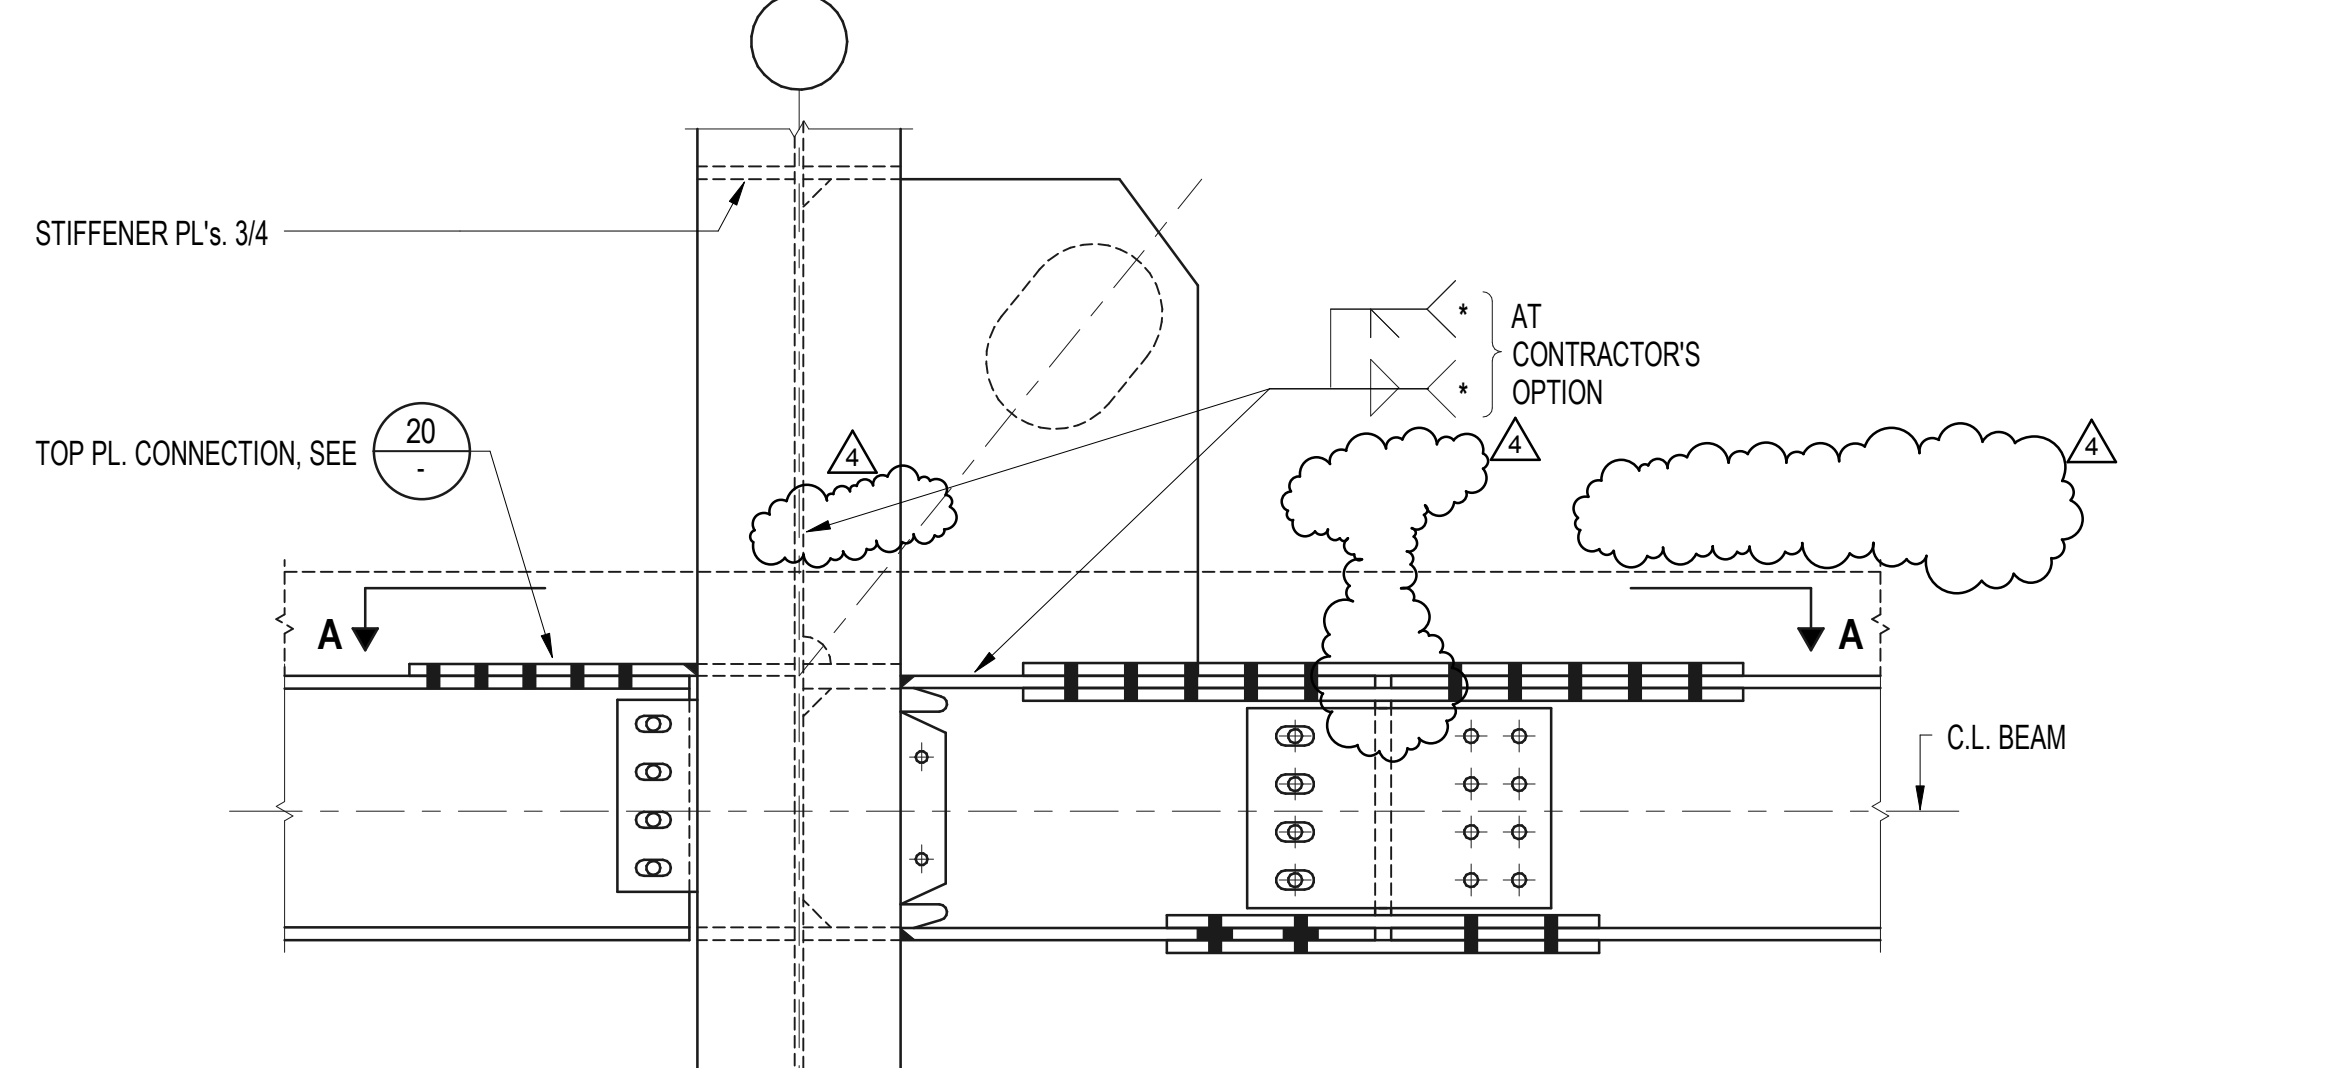 STIFFENER PL's. 3/4
* AT
CONTRACTOR'S
* OPTION
TOP PL. CONNECTION, SEE
20
-
4
4
4
A
A
C.L. BEAM